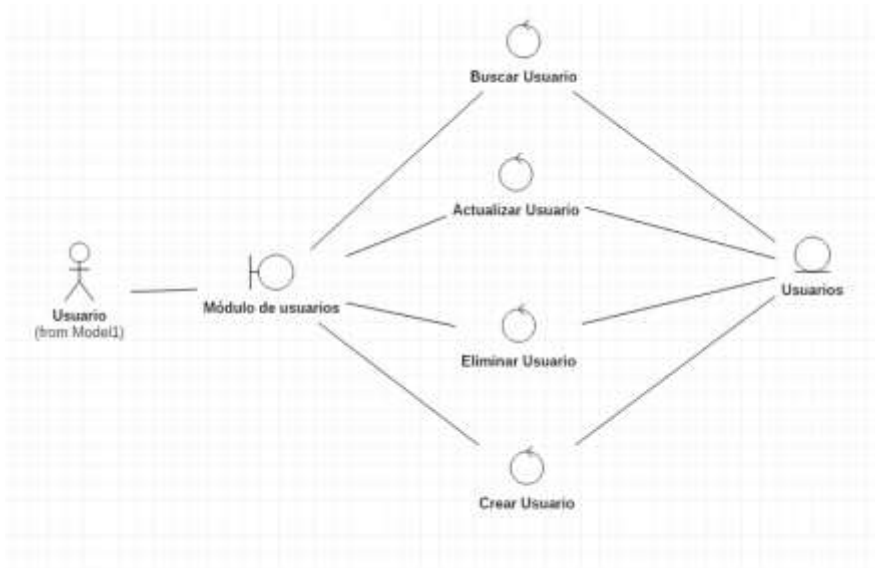 Buscar Usuario
Actualizar Usuario
Usuario
(from Model1)
Módulo de usuarios
Usuarios
Eliminar Usuario
Crear Usuario